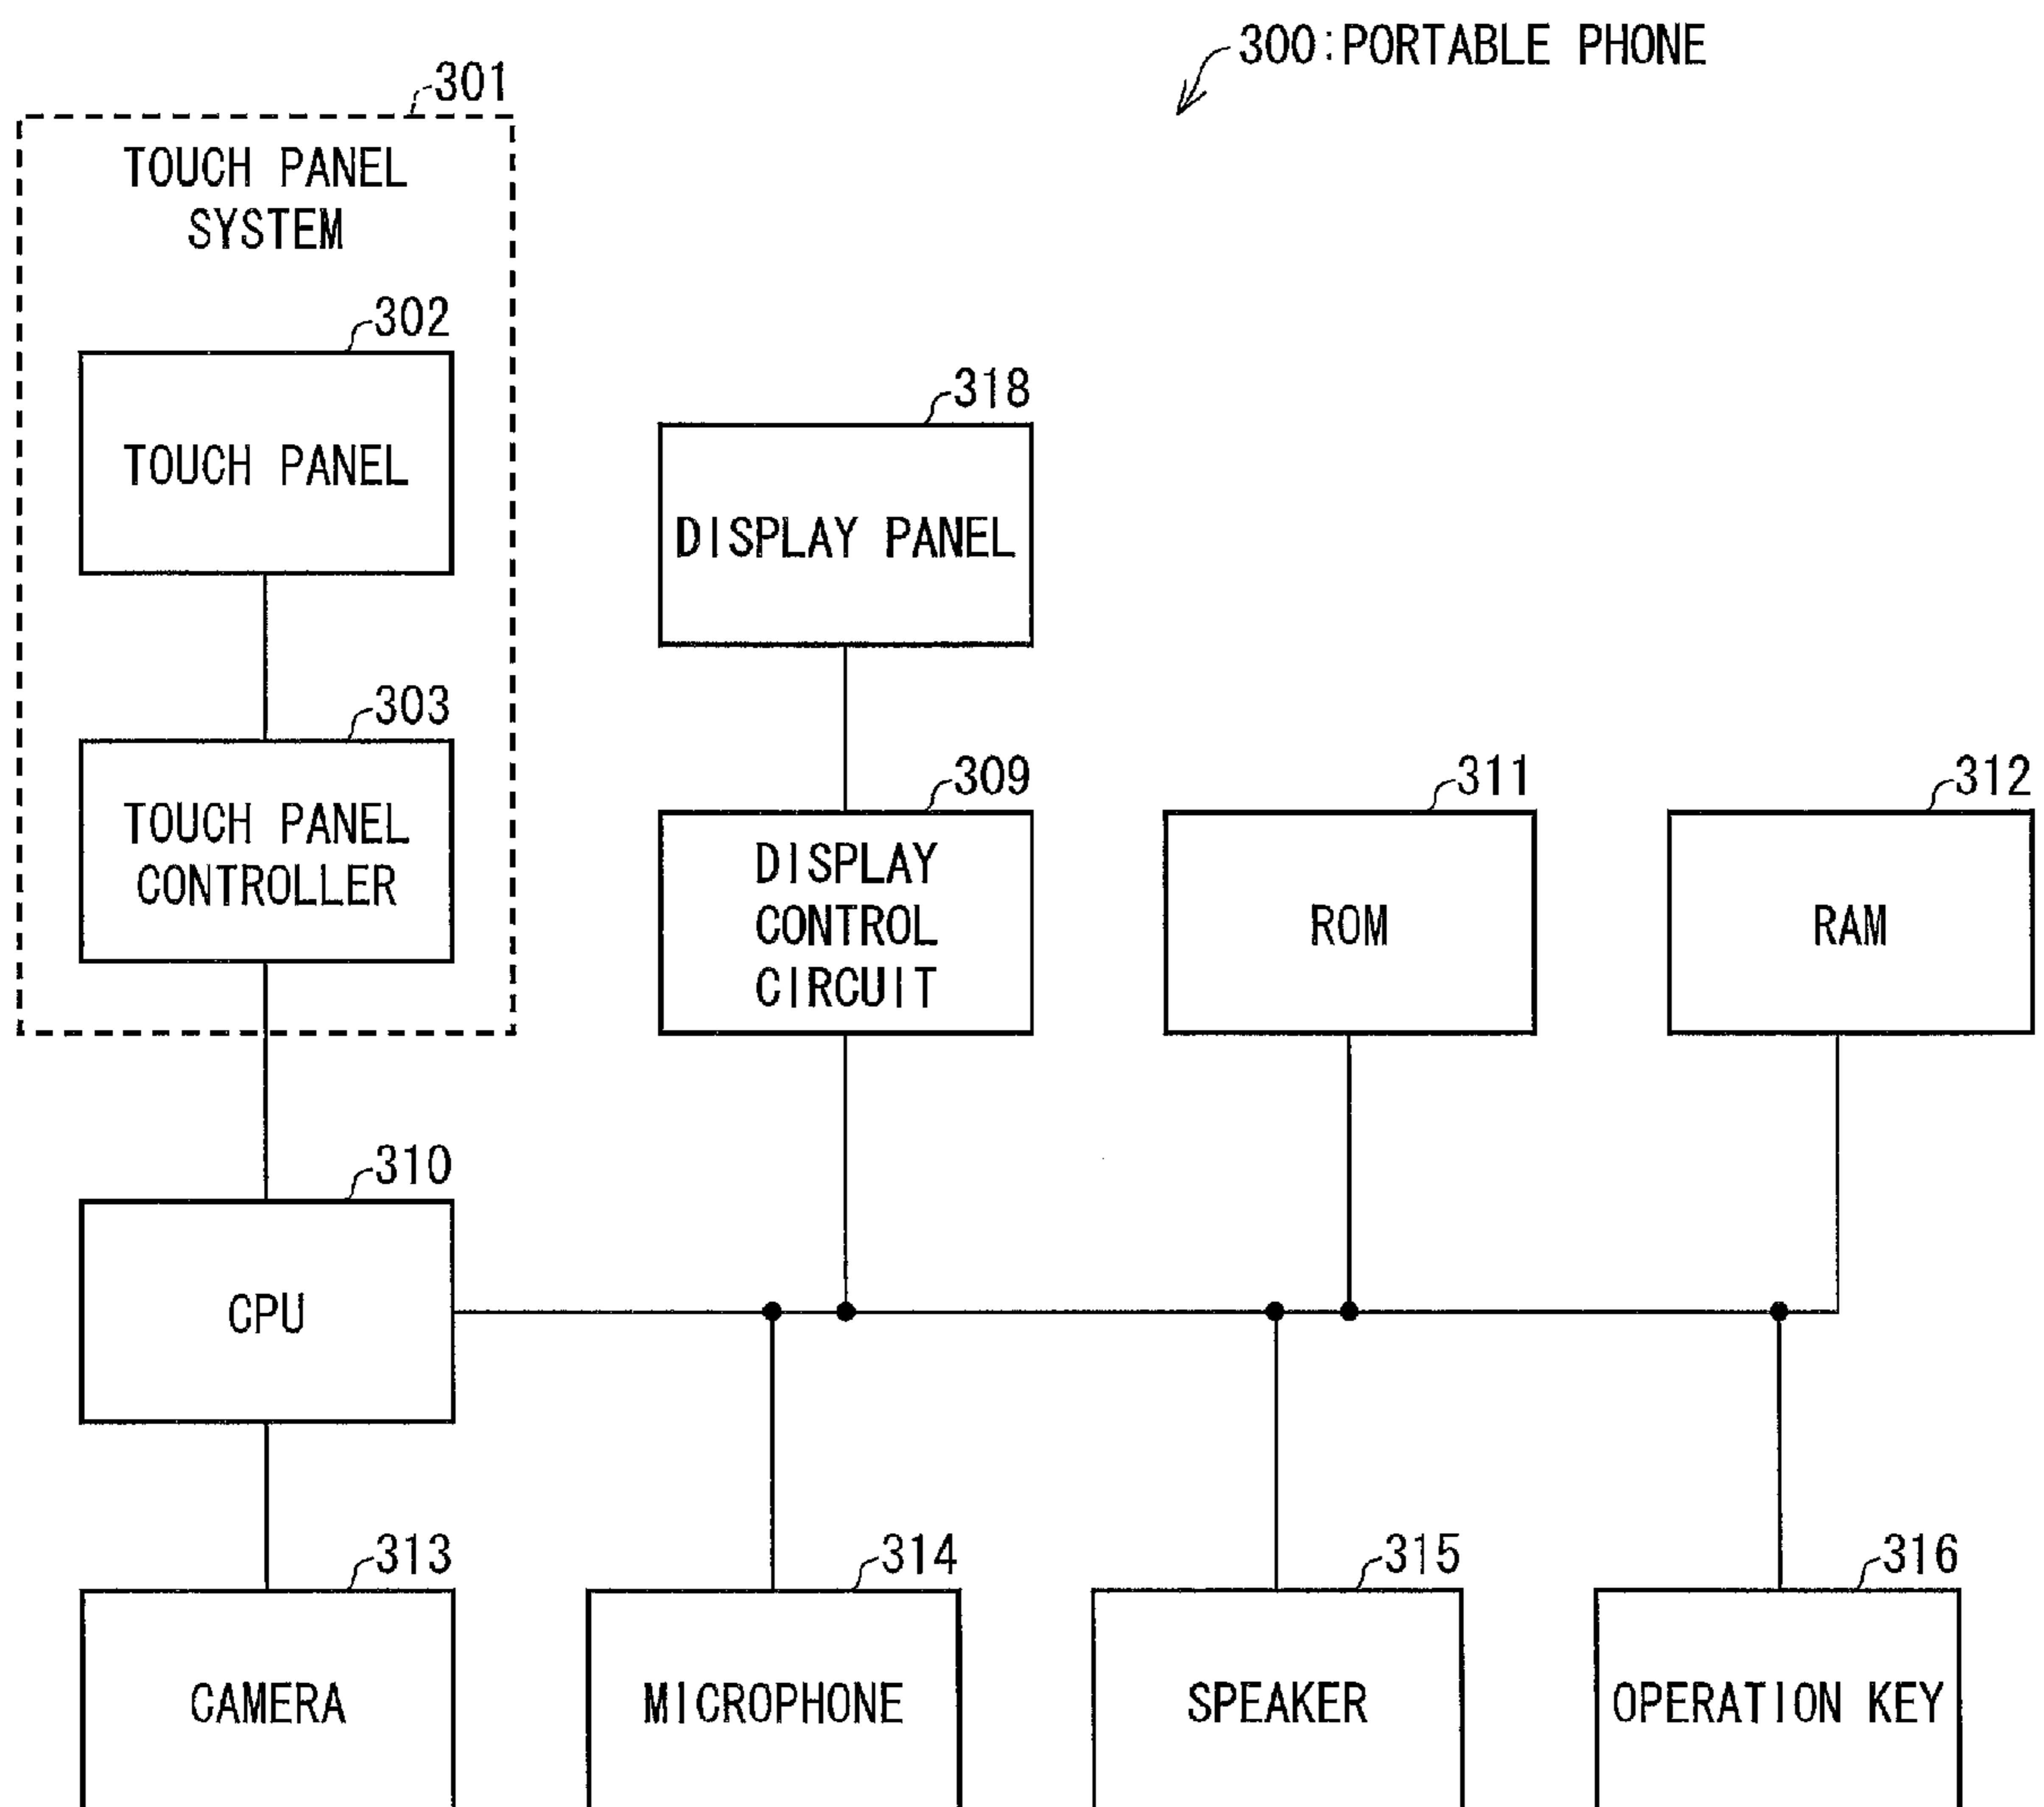 300:PORTABLE PHONE
301
TOUCH PANEL
SYSTEM
302
TOUCH PANEL
318
DISPLAY PANEL
303
TOUCH PANEL
CONTROLLER
309
DISPLAY
CONTROL
CIRCUIT
311
ROM
312
RAM
310
CPU
313
CAMERA
314
MICROPHONE
315
SPEAKER
316
OPERATION KEY